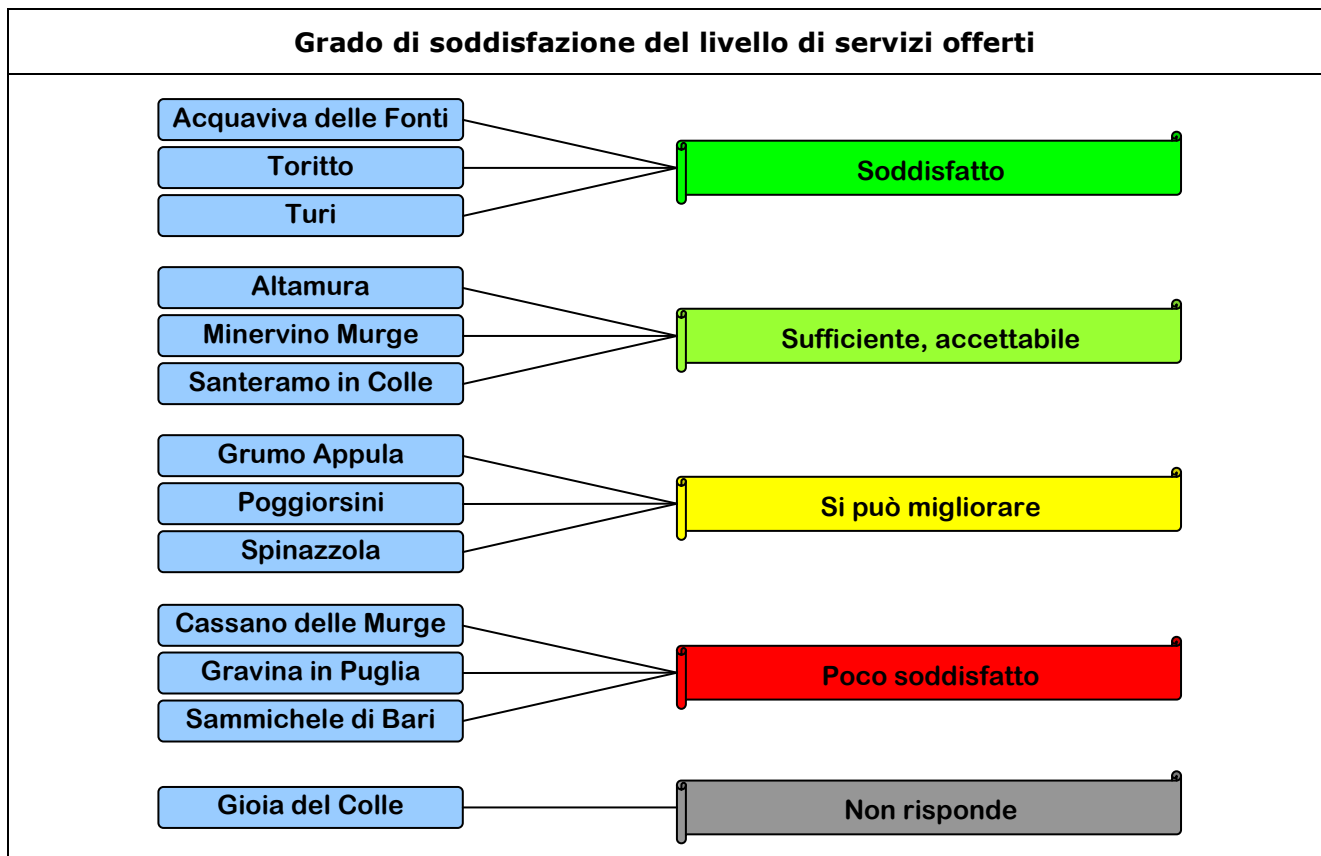 Grado di soddisfazione del livello di servizi offerti
Acquaviva delle Fonti
Toritto
Turi
Soddisfatto
Altamura
Minervino Murge
Santeramo in Colle
Sufficiente, accettabile
Grumo Appula
Poggiorsini
Spinazzola
Si può migliorare
Cassano delle Murge
Gravina in Puglia
Sammichele di Bari
Poco soddisfatto
Gioia del Colle
Non risponde